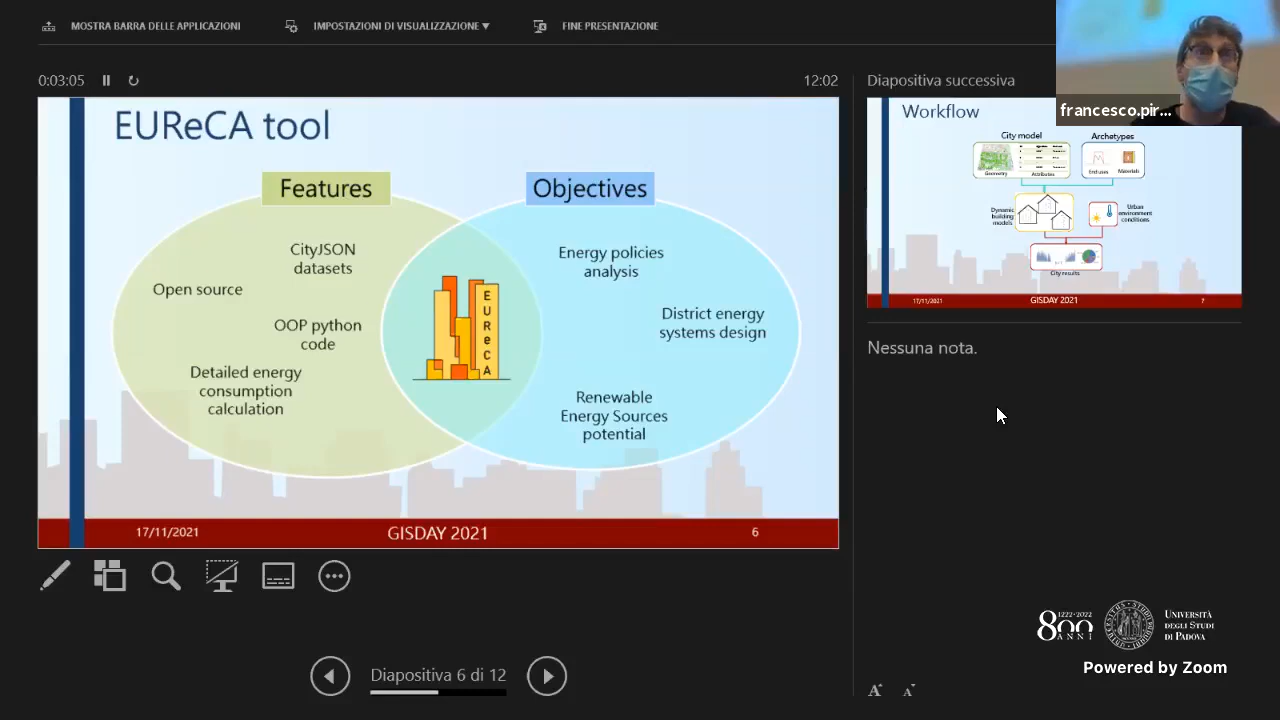 MOSTRA BARRA DELLE APPLICAZIONI
IMPOSTAZIONI DI VISUALIZZAZIONE ▼
FINE PRESENTAZIONE
0:03:05
12:02
Diapositiva successiva
francesco.pir...
EUReCA tool
Features
Objectives
CityJSON
datasets
Open source
OOP python
code
Detailed energy
consumption
calculation
EUReCA
Energy policies
analysis
District energy
systems design
Renewable
Energy Sources
potential
17/11/2021
GISDAY 2021
6
Workflow
City model
Archetypes
Geometry
Attributes
End uses
Materials
Dynamic
building
models
Urban
environment
conditions
City results
17/11/2021
GISDAY 2021
7
Nessuna nota.
Diapositiva 6 di 12
1222·2022
800
ANNI
UNIVERSITÀ
DEGLI STUDI
DI PADOVA
Powered by Zoom
A A